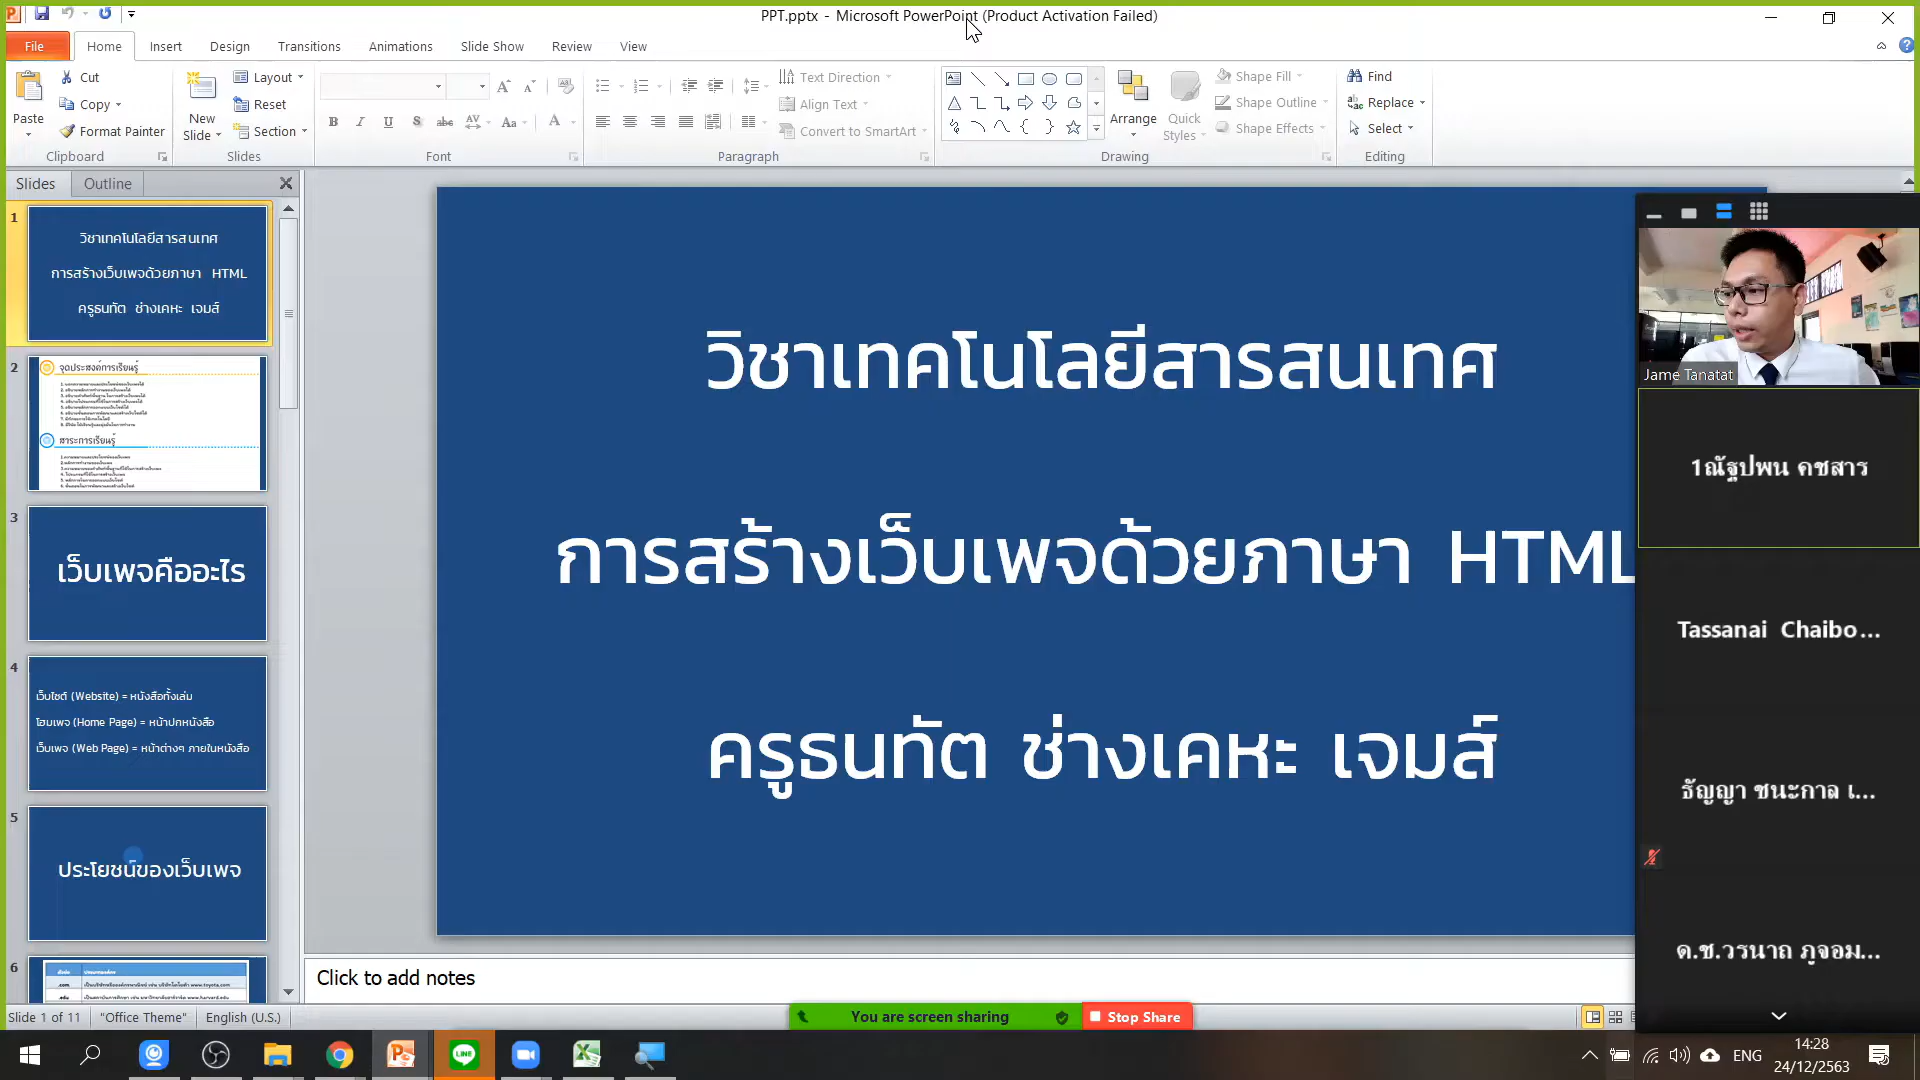 PPT.pptx - Microsoft PowerPoint (Product Activation Failed)
File Home Insert Design Transitions Animations Slide Show Review View
Paste
Cut
Copy
Format Painter
Clipboard
New Slide
Layout
Reset
Section
Slides
Font
Text Direction
Align Text
Convert to SmartArt
Paragraph
Arrange
Quick Styles
Shape Fill
Shape Outline
Shape Effects
Drawing
Find
Replace
Select
Editing
Slides Outline
1
วิชาเทคโนโลยีสารสนเทศ
การสร้างเว็บเพจด้วยภาษา HTML
ครูธนทัต ช่างเคหะ เจมส์
2
จุดประสงค์การเรียนรู้
สาระการเรียนรู้
3
เว็บเพจคืออะไร
4
เว็บไซต์ (Website) = หนังสือทั้งเล่ม
โฮมเพจ (Home Page) = หน้าปกหนังสือ
เว็บเพจ (Web Page) = หน้าต่างๆ ภายในหนังสือ
5
ประโยชน์ของเว็บเพจ
6
.com
.edu
วิชาเทคโนโลยีสารสนเทศ
การสร้างเว็บเพจด้วยภาษา HTML
ครูธนทัต ช่างเคหะ เจมส์
Jame Tanatat
1ณัฐปพน คชสาร
Tassanai Chaibo...
ธัญญา ชนะกาล เ...
ด.ช.วรนาถ ภูจอม...
Click to add notes
Slide 1 of 11 "Office Theme" English (U.S.)
You are screen sharing
Stop Share
LINE
ENG
14:28
24/12/2563